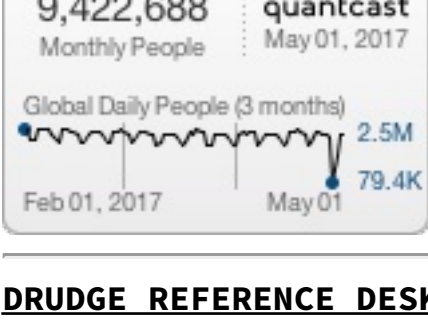 9,422,688
Monthly People
quantcast
May 01, 2017
Global Daily People (3 months)
2.5M
79.4K
Feb 01, 2017
May 01
DRUDGE REFERENCE DESK